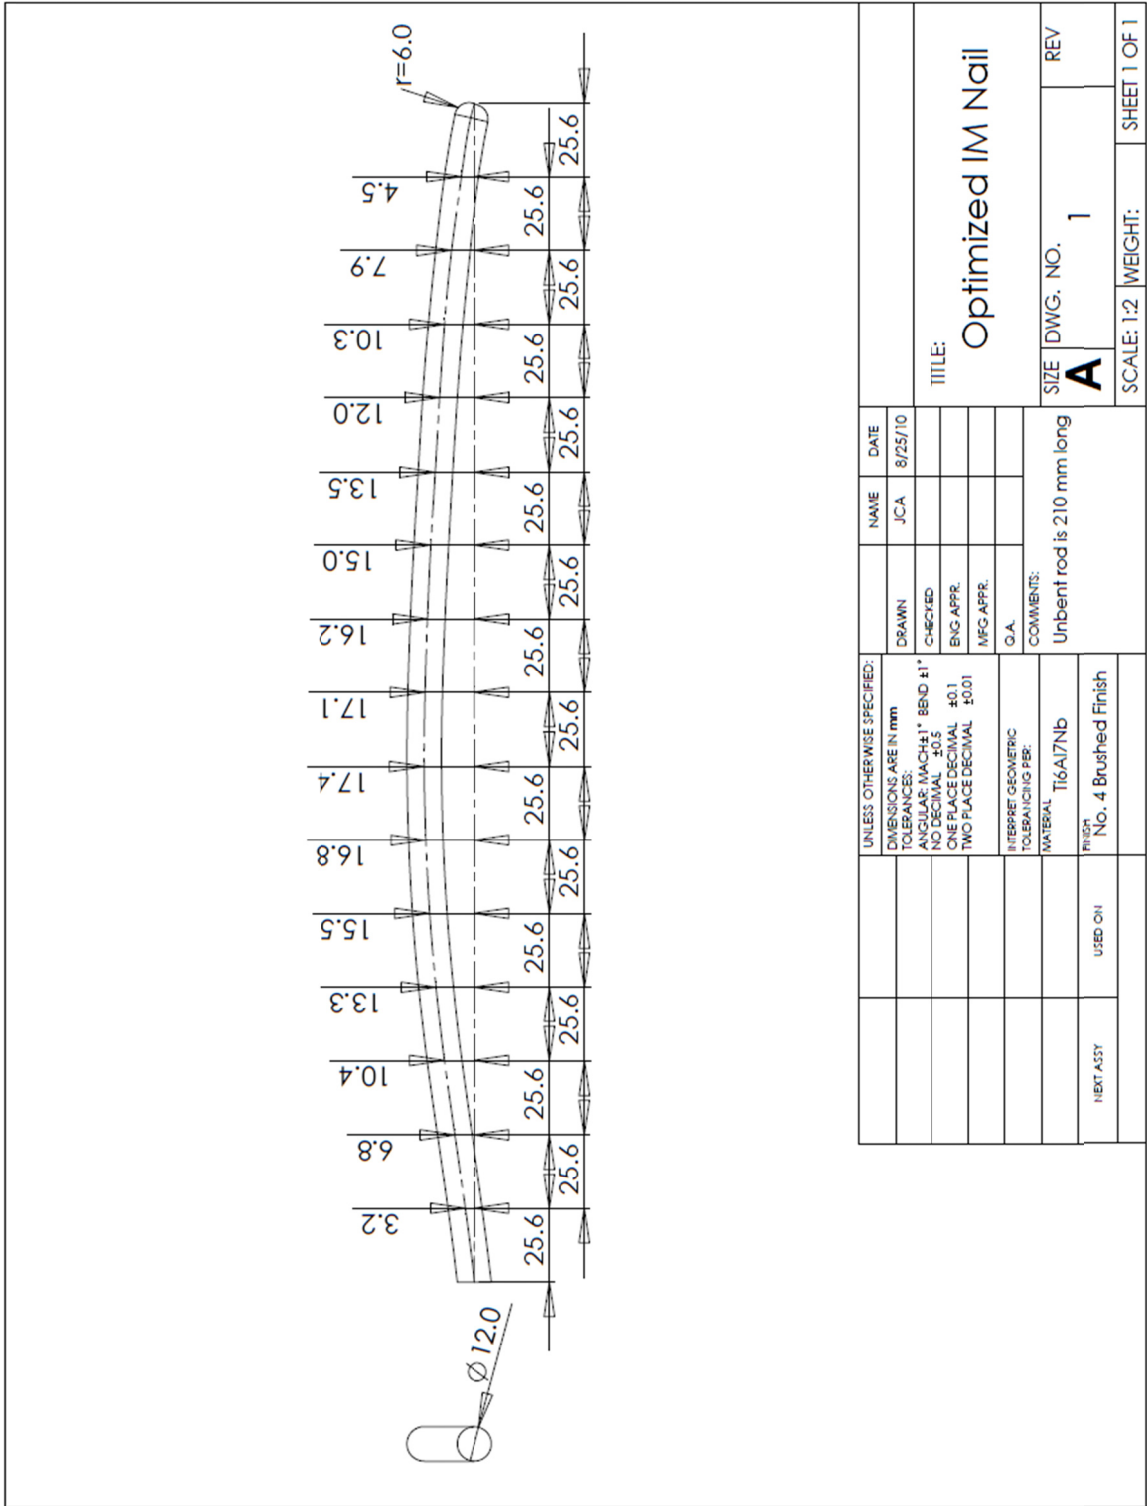 r=6.0
3.2
6.8
10.4
13.3
15.5
16.8
17.4
17.1
16.2
15.0
13.5
12.0
10.3
7.9
4.5
Ø 12.0
25.6 25.6 25.6 25.6 25.6 25.6 25.6 25.6
25.6 25.6 25.6 25.6 25.6 25.6 25.6 25.6
NEXT ASSY
USED ON
UNLESS OTHERWISE SPECIFIED:
DIMENSIONS ARE IN mm
TOLERANCES:
ANGULAR: MACH±1° BEND ±1°
NO DECIMAL ±0.5
ONE PLACE DECIMAL ±0.1
TWO PLACE DECIMAL ±0.01
INTERPRET GEOMETRIC
TOLERANCING PER:
MATERIAL
Ti6Al7Nb
FINISH
No. 4 Brushed Finish
NAME DATE
DRAWN JCA 8/25/10
CHECKED
ENG APPR.
MFG APPR.
Q.A.
COMMENTS:
Unbent rod is 210 mm long
TITLE:
Optimized IM Nail
SIZE DWG. NO. REV
A 1
SCALE: 1:2 WEIGHT: SHEET 1 OF 1